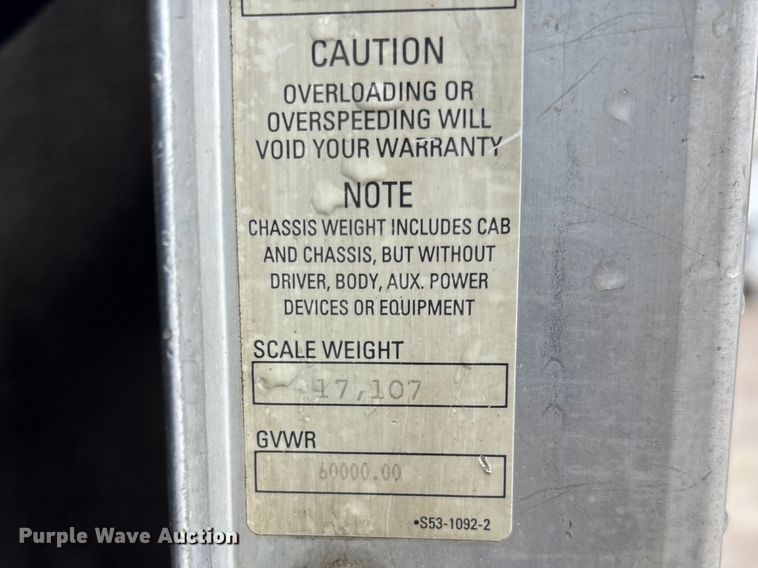 CAUTION
OVERLOADING OR
OVERSPEEDING WILL
VOID YOUR WARRANTY
NOTE
CHASSIS WEIGHT INCLUDES CAB
AND CHASSIS, BUT WITHOUT
DRIVER, BODY, AUX. POWER
DEVICES OR EQUIPMENT
SCALE WEIGHT
17,107
GVWR
60000.00
•S53-1092-2
Purple Wave Auction®